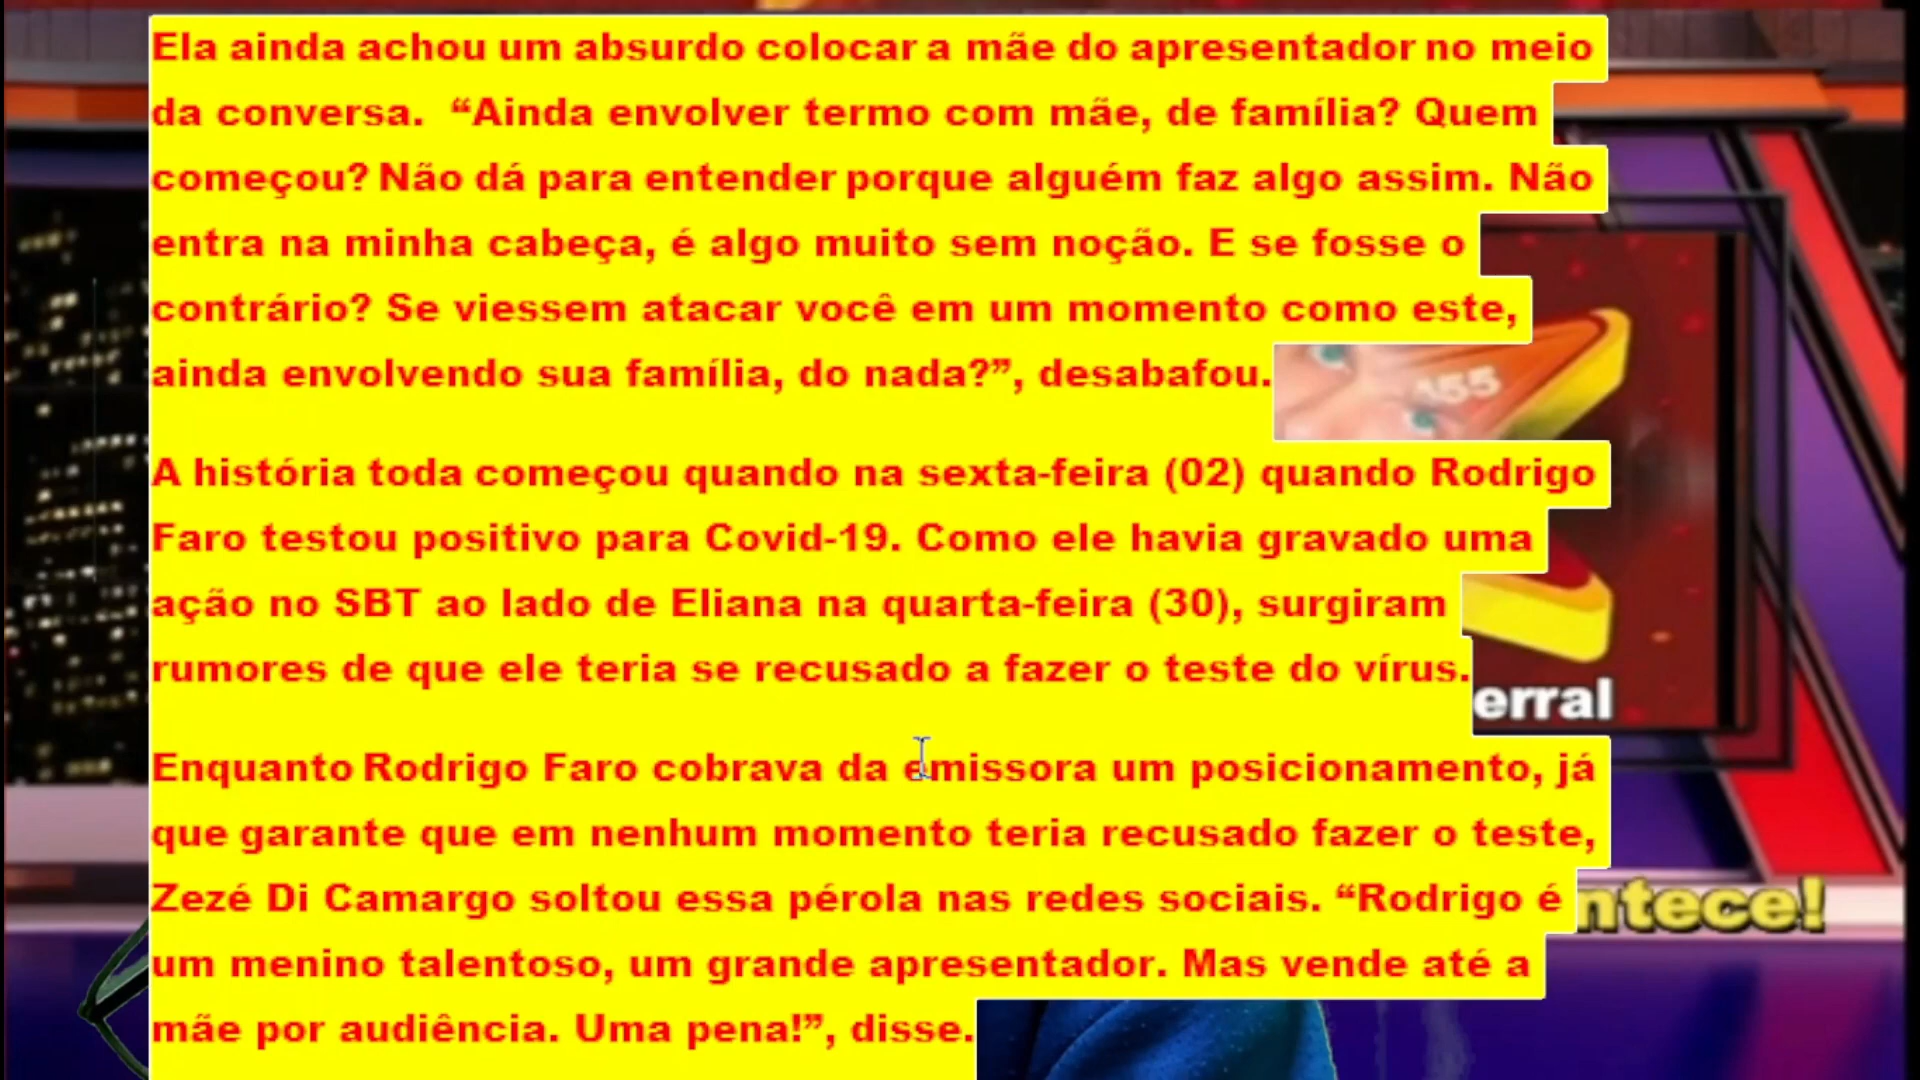 Ela ainda achou um absurdo colocar a mãe do apresentador no meio
da conversa.  “Ainda envolver termo com mãe, de família? Quem
começou? Não dá para entender porque alguém faz algo assim. Não
entra na minha cabeça, é algo muito sem noção. E se fosse o
contrário? Se viessem atacar você em um momento como este,
ainda envolvendo sua família, do nada?”, desabafou.
155
A história toda começou quando na sexta-feira (02) quando Rodrigo
Faro testou positivo para Covid-19. Como ele havia gravado uma
ação no SBT ao lado de Eliana na quarta-feira (30), surgiram
rumores de que ele teria se recusado a fazer o teste do vírus.
erral
Enquanto Rodrigo Faro cobrava da emissora um posicionamento, já
que garante que em nenhum momento teria recusado fazer o teste,
Zezé Di Camargo soltou essa pérola nas redes sociais. “Rodrigo é
ntece!
um menino talentoso, um grande apresentador. Mas vende até a
mãe por audiência. Uma pena!”, disse.